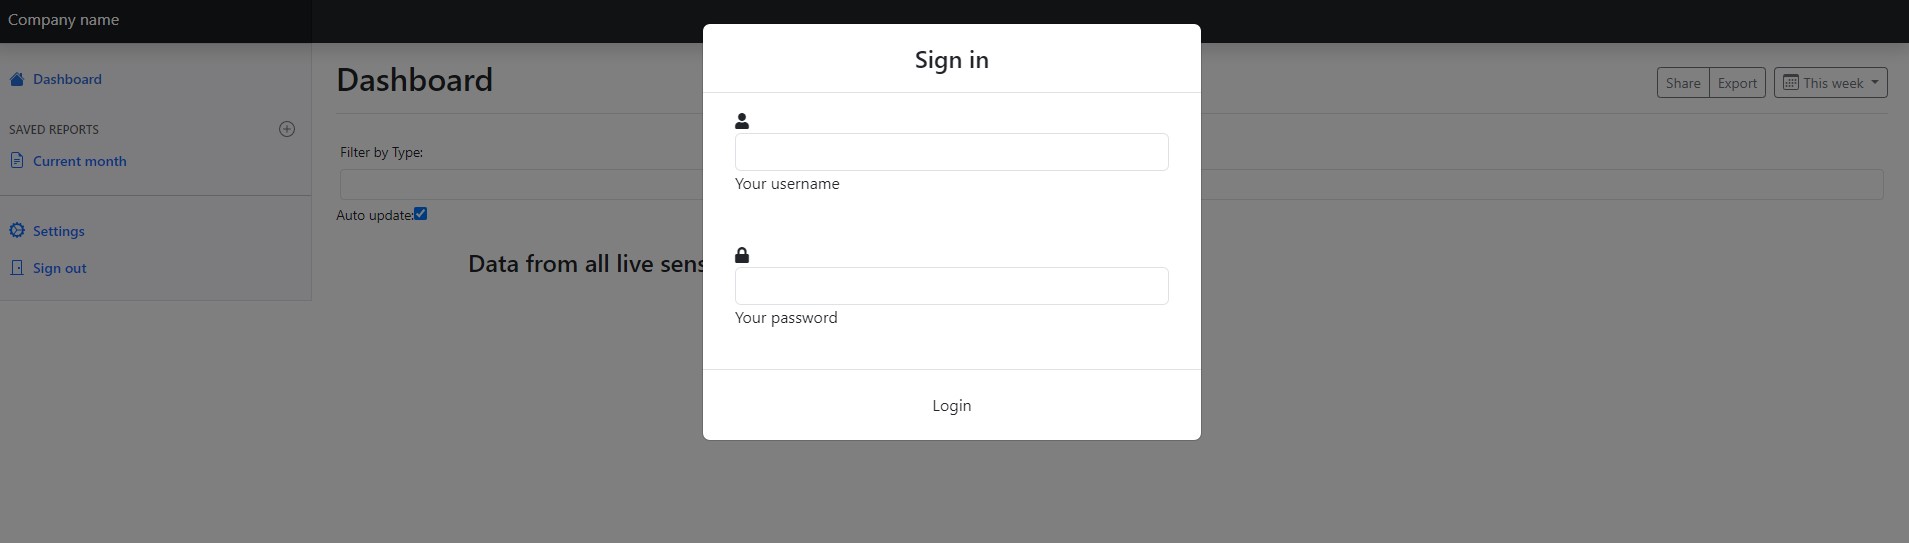 Company name
Dashboard
SAVED REPORTS
Current month
Settings
Sign out
Dashboard
Share
Export
This week
Filter by Type:
Auto update:
Data from all live
Sign in
Your username
Your password
Login